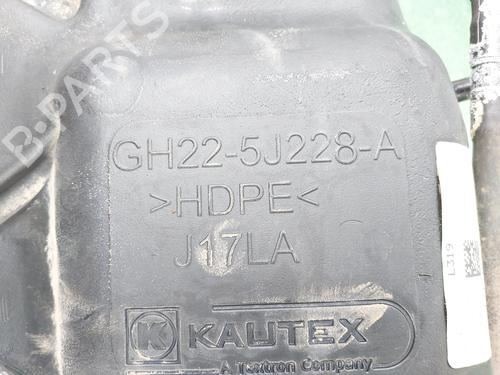 B-PARTS
GH22-5J228-A
>HDPE<
J17LA
L319
K KAUTEX
A Textron Company